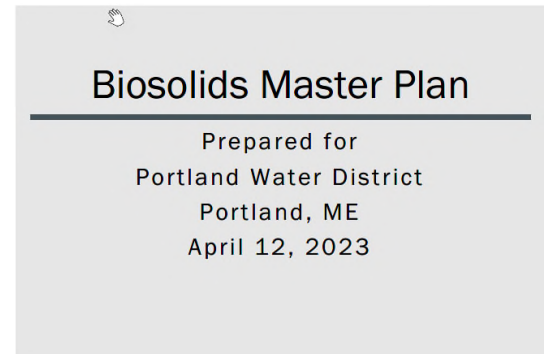 Biosolids Master Plan
Prepared for
Portland Water District
Portland, ME
April 12, 2023